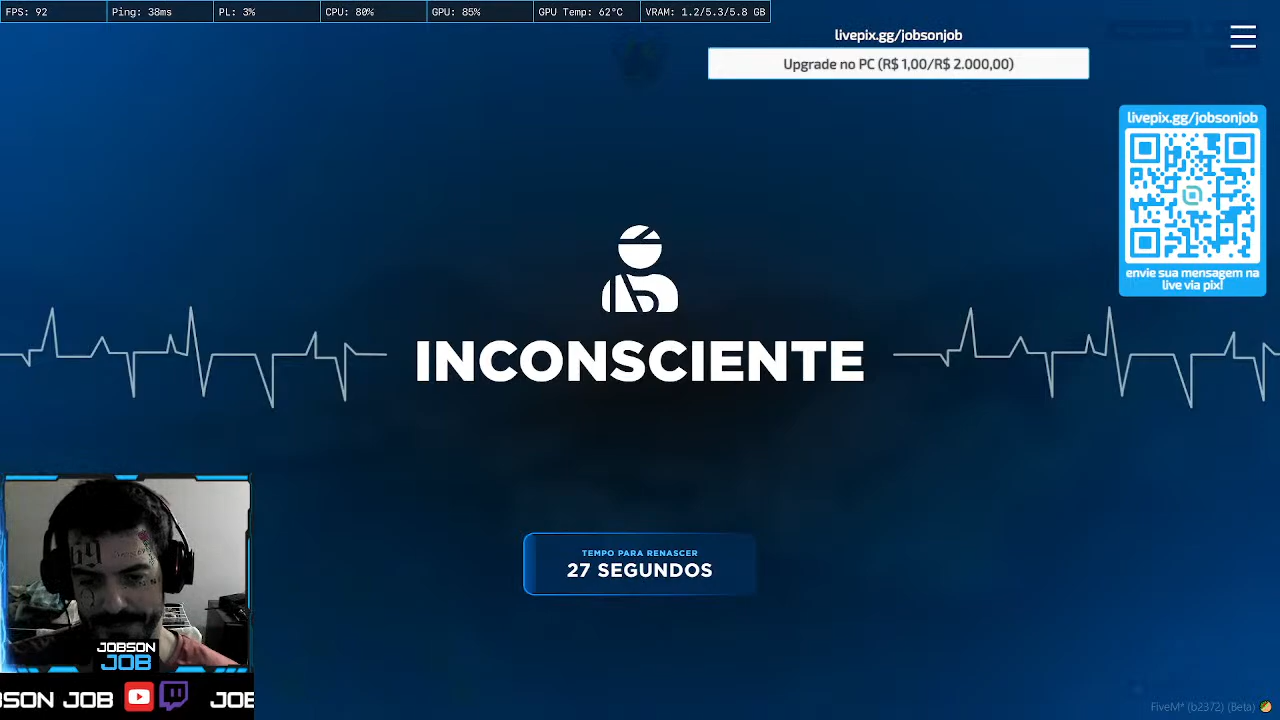 FPS: 92 Ping: 38ms PL: 3% CPU: 80% GPU: 85% GPU Temp: 62°C VRAM: 1.2/5.3/5.8 GB
livepix.gg/jobsonjob
Upgrade no PC (R$ 1,00/R$ 2.000,00)
livepix.gg/jobsonjob
envie sua mensagem na
live via pix!
INCONSCIENTE
TEMPO PARA RENASCER
27 SEGUNDOS
JOBSON
JOB
BSON JOB JOB
FiveM* (b2372) (Beta)